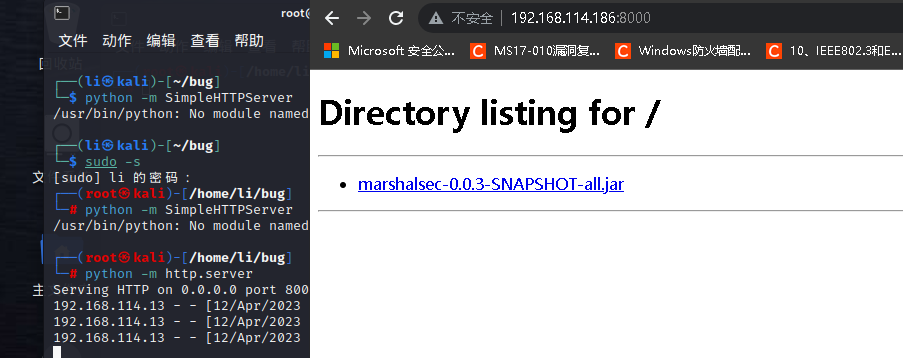 root@
文件 动作 编辑 查看 帮助
(li㉿kali)-[~/bug]
$ python -m SimpleHTTPServer
/usr/bin/python: No module named
(li㉿kali)-[~/bug]
$ sudo -s
[sudo] li 的密码：
(root㉿kali)-[/home/li/bug]
# python -m SimpleHTTPServer
/usr/bin/python: No module named
(root㉿kali)-[/home/li/bug]
# python -m http.server
Serving HTTP on 0.0.0.0 port 800
192.168.114.13 - - [12/Apr/2023
192.168.114.13 - - [12/Apr/2023
192.168.114.13 - - [12/Apr/2023
不安全 | 192.168.114.186:8000
Microsoft 安全公... MS17-010漏洞复... Windows防火墙配... 10、IEEE802.3和E...
Directory listing for /
marshalsec-0.0.3-SNAPSHOT-all.jar